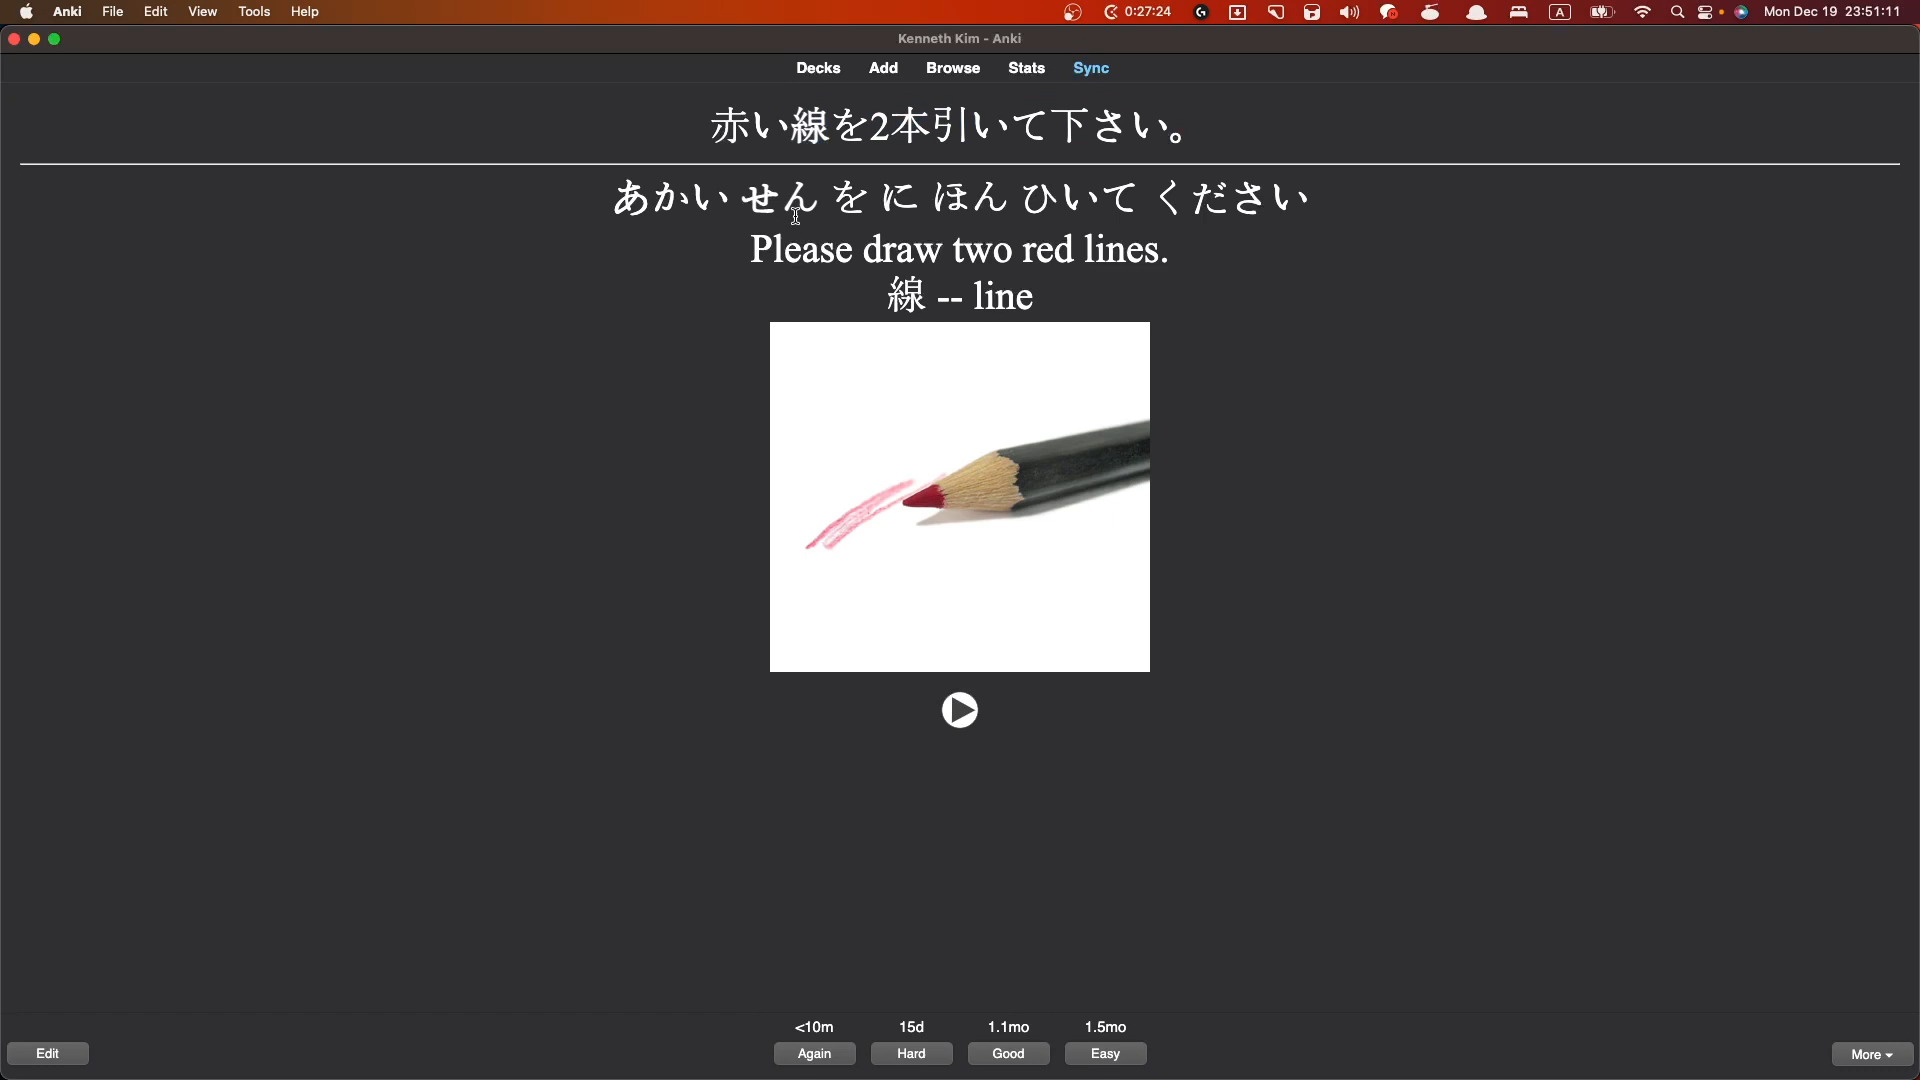 Anki File Edit View Tools Help 0:27:24 A Mon Dec 19 23:51:11
Kenneth Kim - Anki
Decks Add Browse Stats Sync
赤い線を2本引いて下さい。
あかい せん を に ほん ひいて ください
Please draw two red lines.
線 -- line
<10m 15d 1.1mo 1.5mo
Edit Again Hard Good Easy More